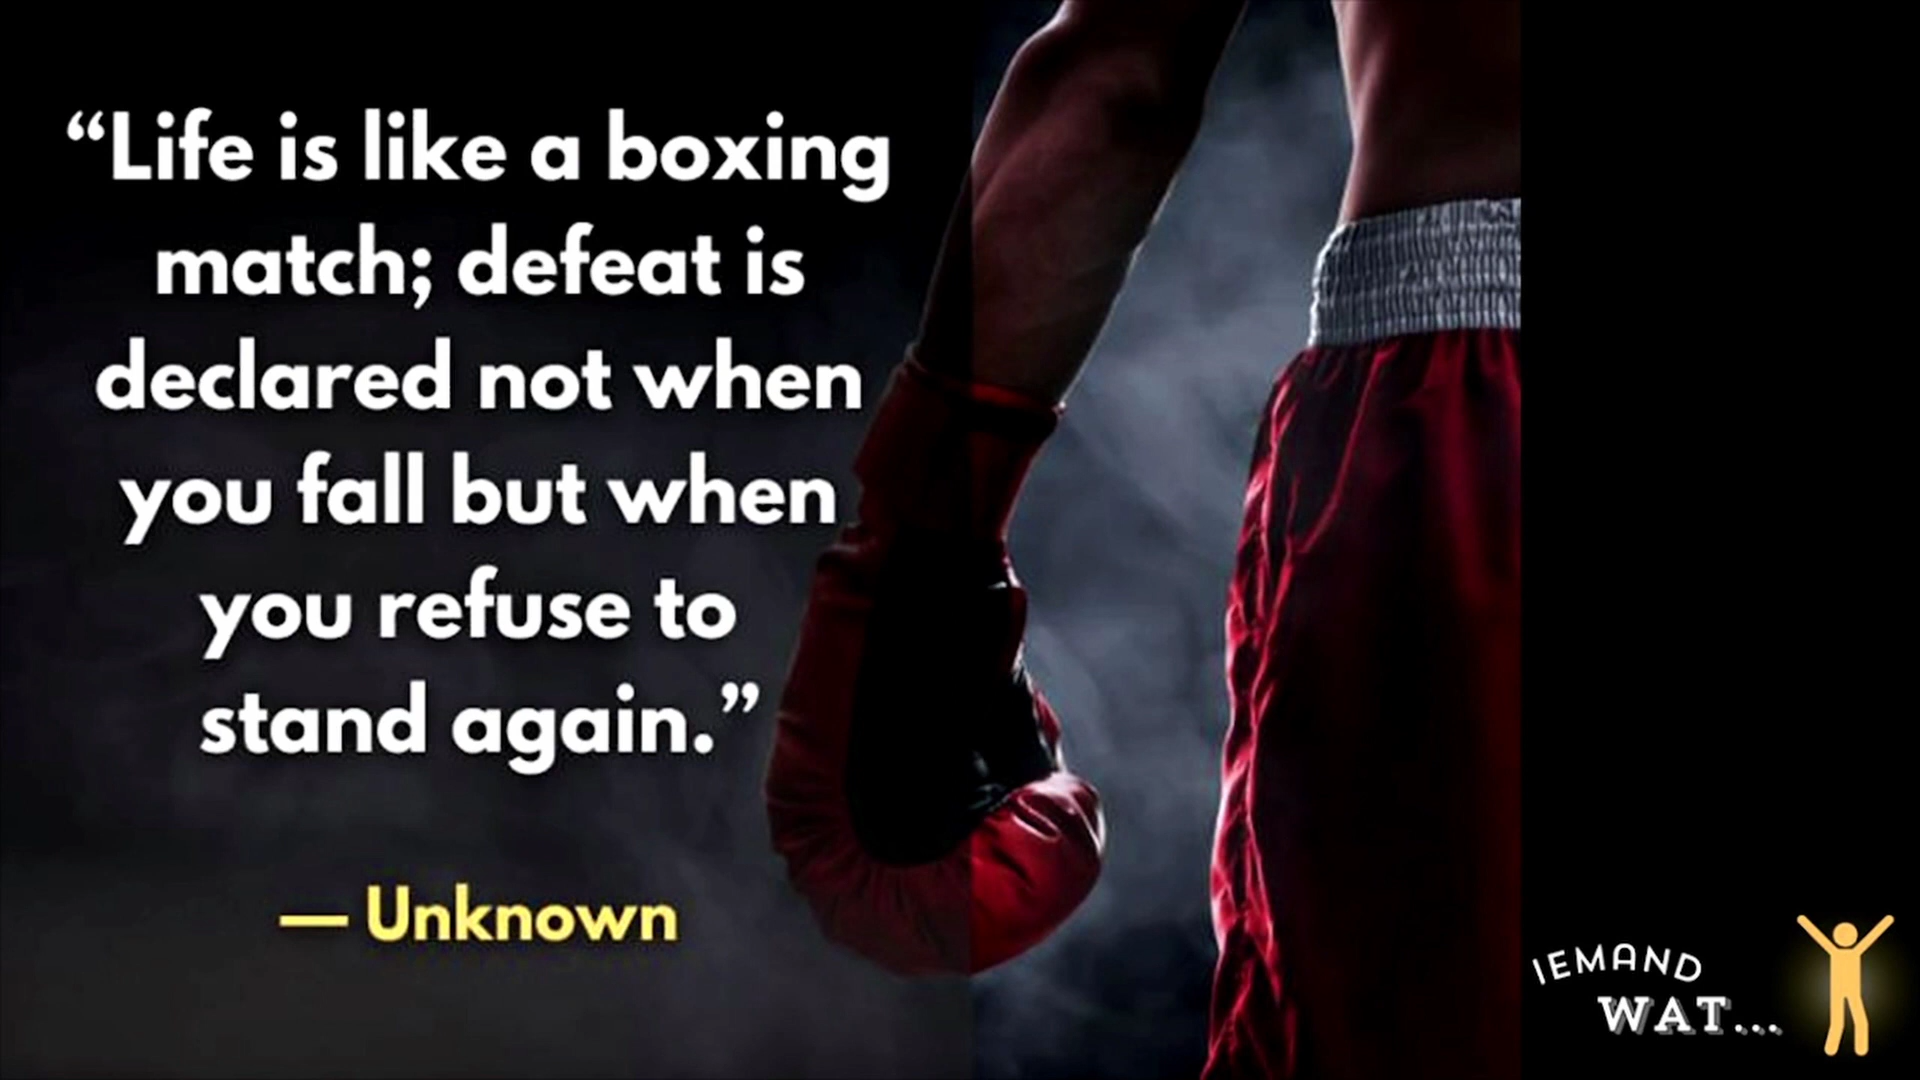 “Life is like a boxing
match; defeat is
declared not when
you fall but when
you refuse to
stand again.”
— Unknown
IEMAND
WAT...